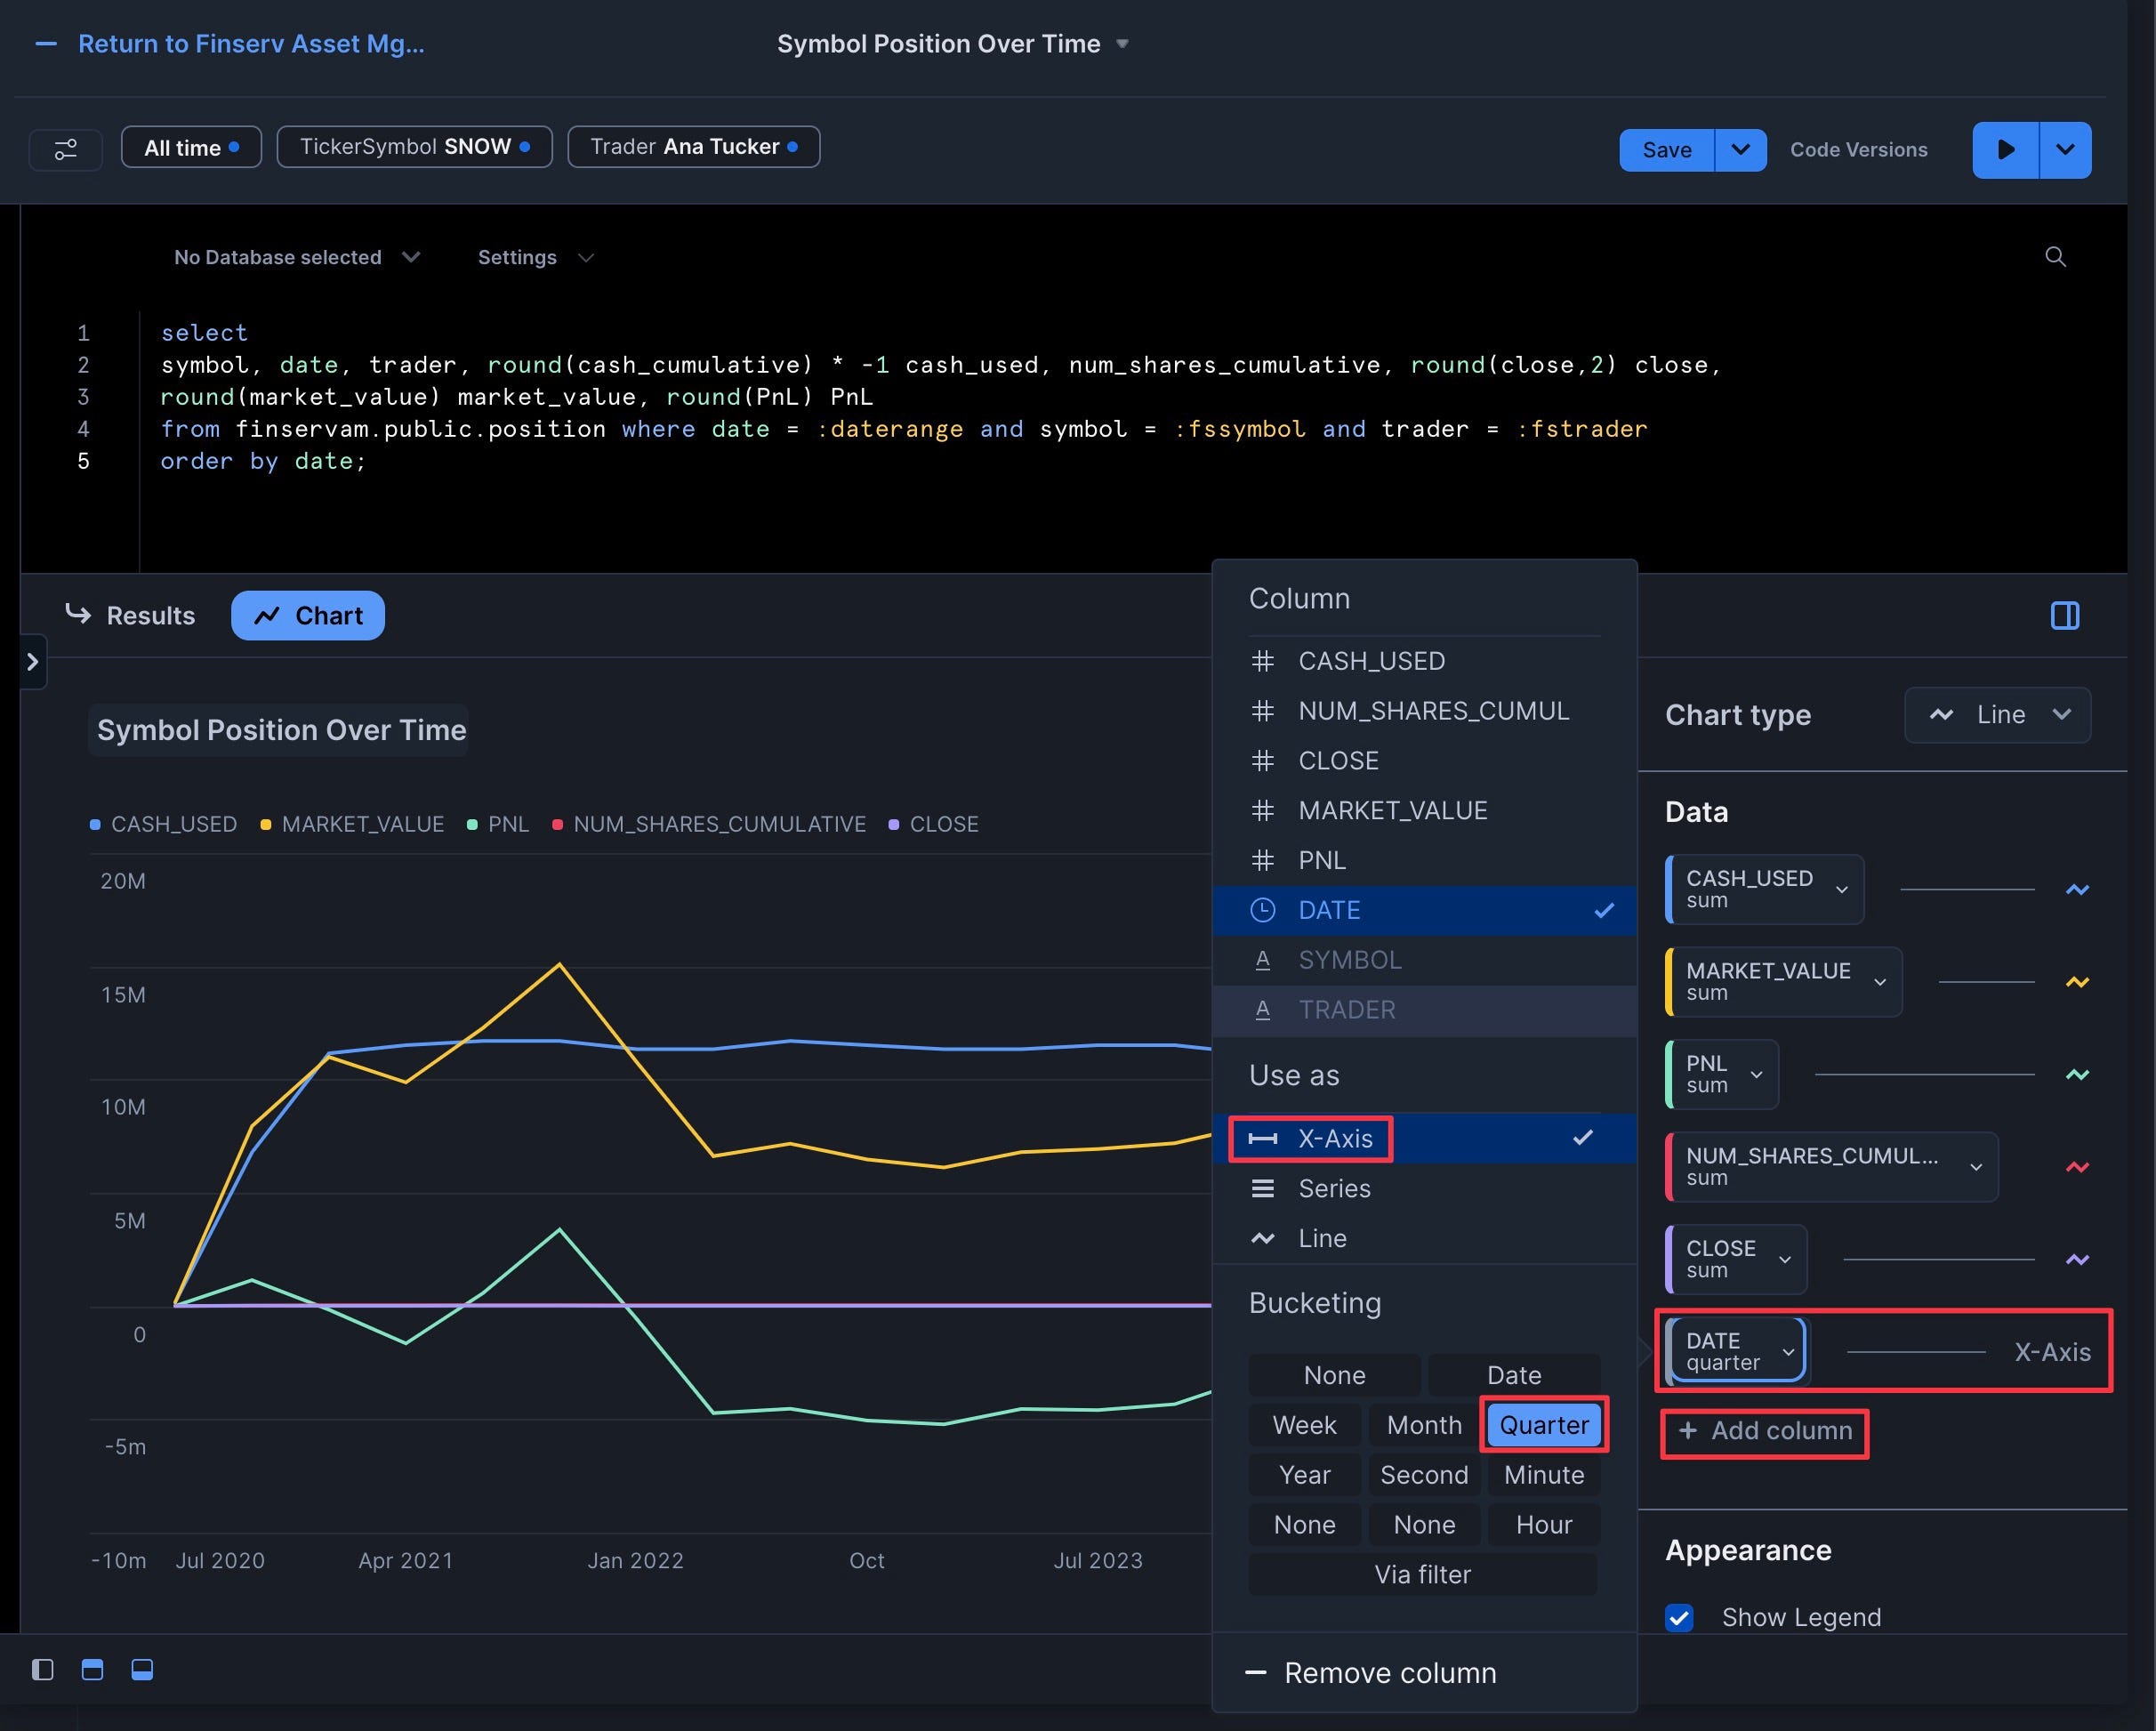 Return to Finserv Asset Mg...
Symbol Position Over Time
All time
TickerSymbol SNOW
Trader Ana Tucker
Save
Code Versions
No Database selected
Settings
1 select
2 symbol, date, trader, round(cash_cumulative) * -1 cash_used, num_shares_cumulative, round(close,2) close,
3 round(market_value) market_value, round(PnL) PnL
4 from finservam.public.position where date = :daterange and symbol = :fssymbol and trader = :fstrader
5 order by date;
Results
Chart
Symbol Position Over Time
CASH_USED MARKET_VALUE PNL NUM_SHARES_CUMULATIVE CLOSE
20M
15M
10M
5M
0
-5m
-10m
Jul 2020 Apr 2021 Jan 2022 Oct Jul 2023
Column
CASH_USED
NUM_SHARES_CUMUL
CLOSE
MARKET_VALUE
PNL
DATE
A SYMBOL
A TRADER
Use as
X-Axis
Series
Line
Bucketing
None Date
Week Month Quarter
Year Second Minute
None None Hour
Via filter
Remove column
Chart type
Line
Data
CASH_USED
sum
MARKET_VALUE
sum
PNL
sum
NUM_SHARES_CUMUL...
sum
CLOSE
sum
DATE
quarter
X-Axis
+ Add column
Appearance
Show Legend